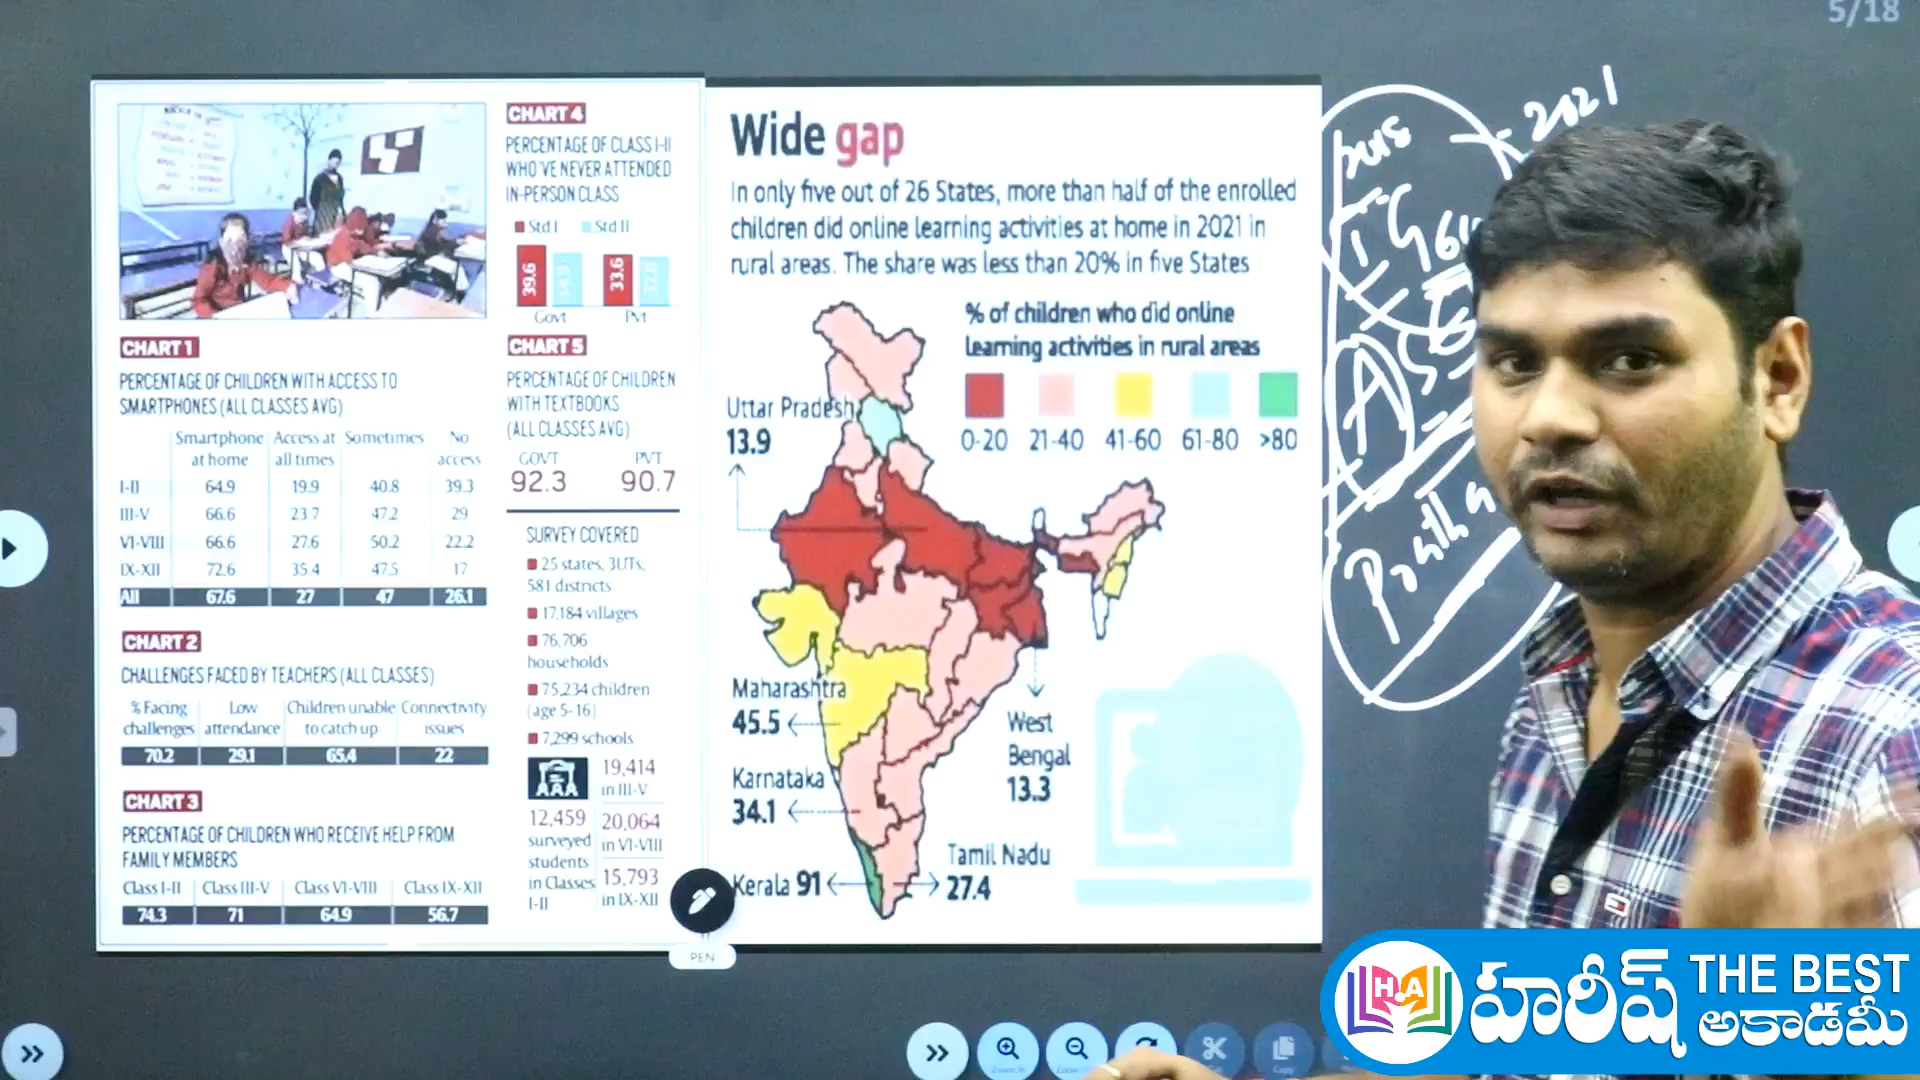 5/18
CHART 1
PERCENTAGE OF CHILDREN WITH ACCESS TO
SMARTPHONES (ALL CLASSES AVG)
Smartphone at home Access at all times Sometimes No access
I-II 64.9 19.9 40.8 39.3
III-V 66.6 23.7 47.2 29
VI-VIII 66.6 27.6 50.2 22.2
IX-XII 72.6 35.4 47.5 17
All 67.6 27 47 26.1
CHART 2
CHALLENGES FACED BY TEACHERS (ALL CLASSES)
% Facing challenges Low attendance Children unable to catch up Connectivity issues
70.2 29.1 65.4 22
CHART 3
PERCENTAGE OF CHILDREN WHO RECEIVE HELP FROM
FAMILY MEMBERS
Class I-II Class III-V Class VI-VIII Class IX-XII
74.3 71 64.9 56.7
CHART 4
PERCENTAGE OF CLASS I-II
WHO'VE NEVER ATTENDED
IN-PERSON CLASS
Std I Std II
39.6 33.6
Govt Pvt
CHART 5
PERCENTAGE OF CHILDREN
WITH TEXTBOOKS
(ALL CLASSES AVG)
GOVT PVT
92.3 90.7
SURVEY COVERED
25 states, 3UTs,
581 districts
17,184 villages
76,706
households
75,234 children
(age 5-16)
7,299 schools
12,459
surveyed
students
in Classes
I-II
19,414
in III-V
20,064
in VI-VIII
15,793
in IX-XII
PEN
Wide gap
In only five out of 26 States, more than half of the enrolled
children did online learning activities at home in 2021 in
rural areas. The share was less than 20% in five States
% of children who did online
learning activities in rural areas
0-20 21-40 41-60 61-80 >80
Uttar Pradesh
13.9
Maharashtra
45.5
Karnataka
34.1
Kerala 91
West
Bengal
13.3
Tamil Nadu
27.4
2021
H.A
హరీష్ THE BEST
అకాడమీ